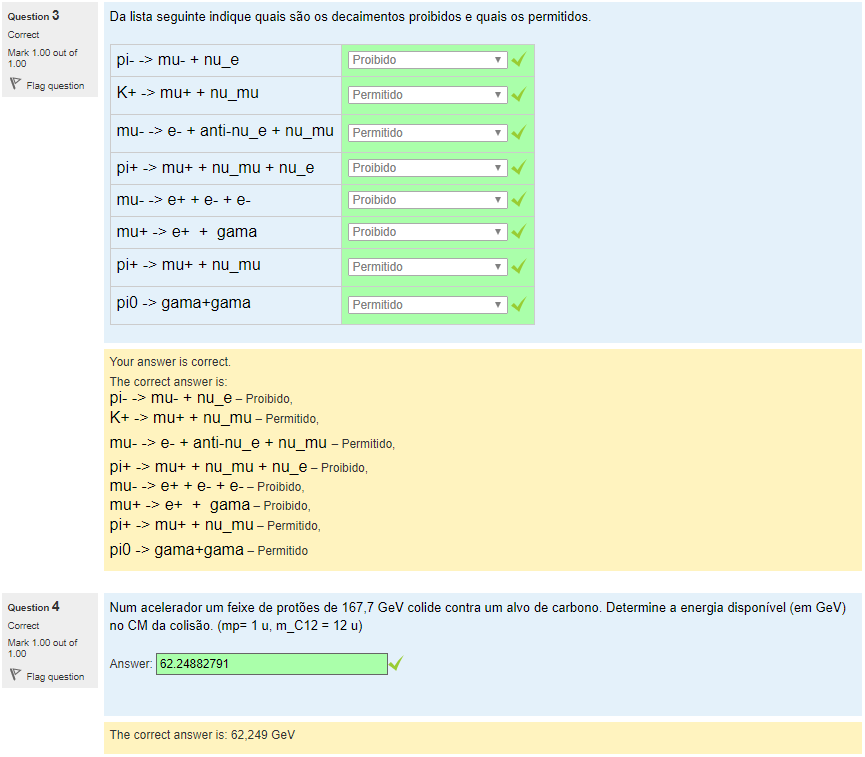 Question 3
Correct
Mark 1.00 out of
1.00
Flag question
Da lista seguinte indique quais são os decaimentos proibidos e quais os permitidos.
pi- -> mu- + nu_e Proibido
K+ -> mu+ + nu_mu Permitido
mu- -> e- + anti-nu_e + nu_mu Permitido
pi+ -> mu+ + nu_mu + nu_e Proibido
mu- -> e+ + e- + e- Proibido
mu+ -> e+ + gama Proibido
pi+ -> mu+ + nu_mu Permitido
pi0 -> gama+gama Permitido
Your answer is correct.
The correct answer is:
pi- -> mu- + nu_e – Proibido,
K+ -> mu+ + nu_mu – Permitido,
mu- -> e- + anti-nu_e + nu_mu – Permitido,
pi+ -> mu+ + nu_mu + nu_e – Proibido,
mu- -> e+ + e- + e- – Proibido,
mu+ -> e+ + gama – Proibido,
pi+ -> mu+ + nu_mu – Permitido,
pi0 -> gama+gama – Permitido
Question 4
Correct
Mark 1.00 out of
1.00
Flag question
Num acelerador um feixe de protões de 167,7 GeV colide contra um alvo de carbono. Determine a energia disponível (em GeV)
no CM da colisão. (mp= 1 u, m_C12 = 12 u)
Answer: 62.24882791
The correct answer is: 62,249 GeV